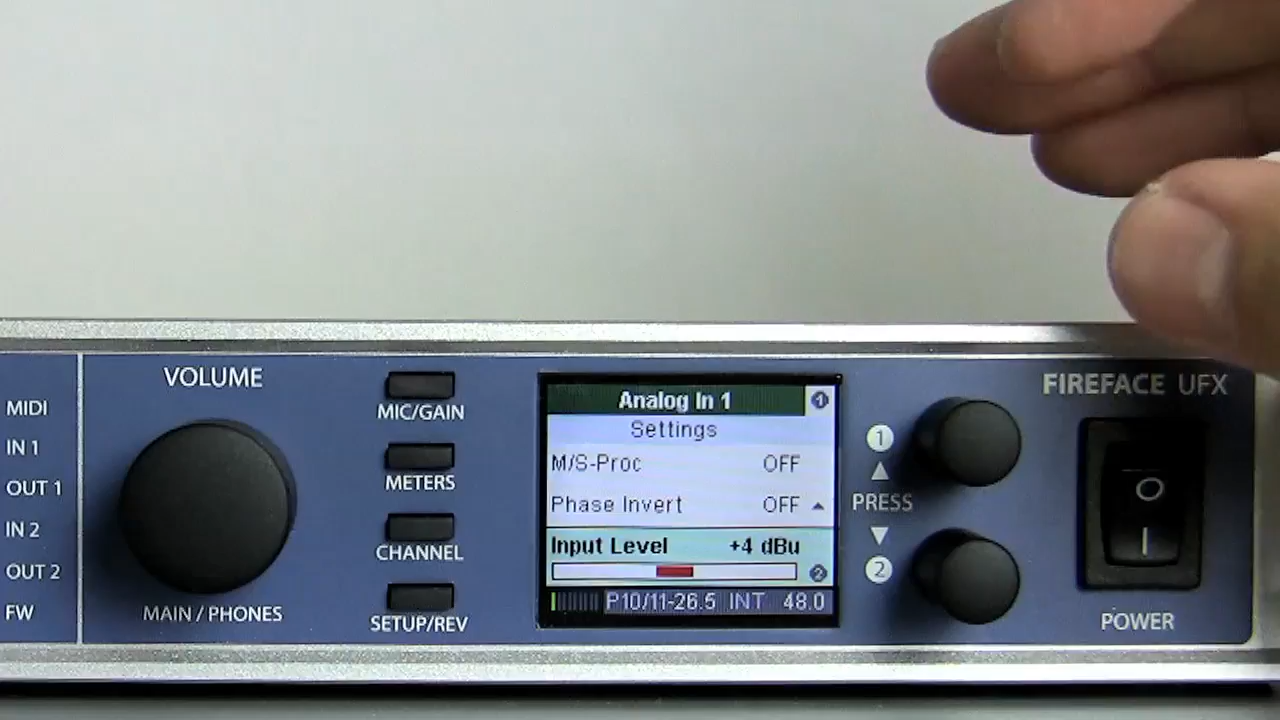 MIDI
IN 1
OUT 1
IN 2
OUT 2
FW
VOLUME
MAIN / PHONES
MIC/GAIN
METERS
CHANNEL
SETUP/REV
Analog In 1 1
Settings
M/S-Proc OFF
Phase Invert OFF
Input Level +4 dBu
2
P10/11-26.5 INT 48.0
1
PRESS
2
FIREFACE UFX
O
I
POWER